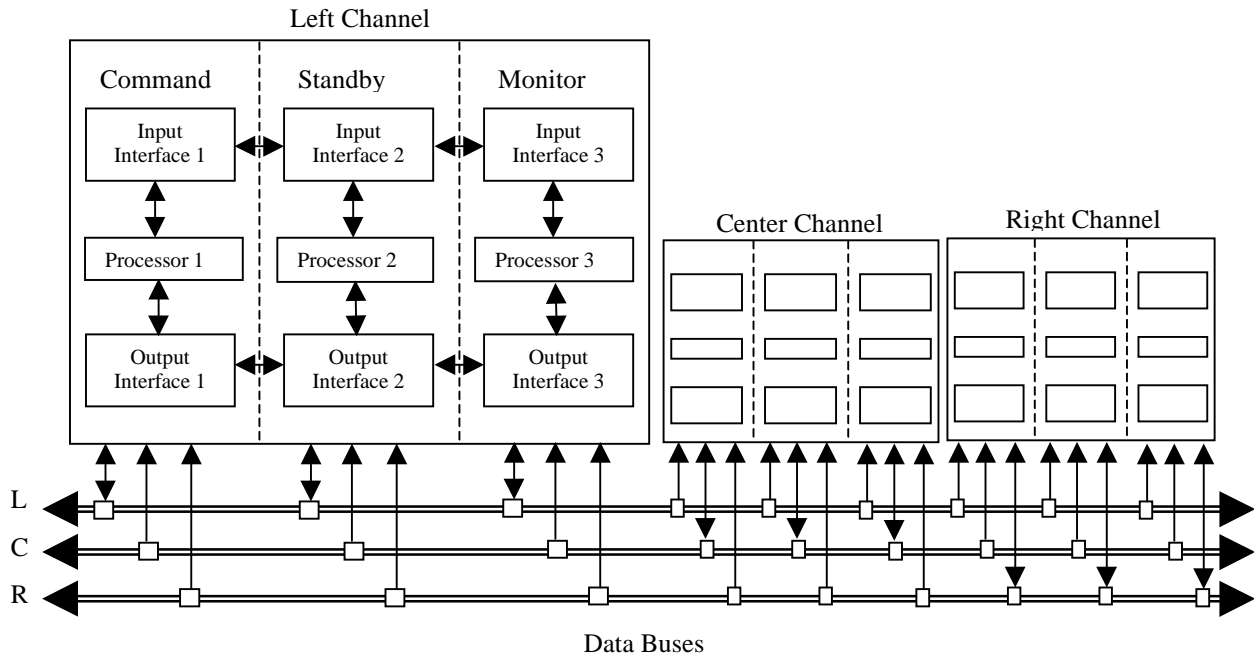 Left Channel
Command
Standby
Monitor
Input
Interface 1
Input
Interface 2
Input
Interface 3
Processor 1
Processor 2
Processor 3
Output
Interface 1
Output
Interface 2
Output
Interface 3
Center Channel
Right Channel
L
C
R
Data Buses